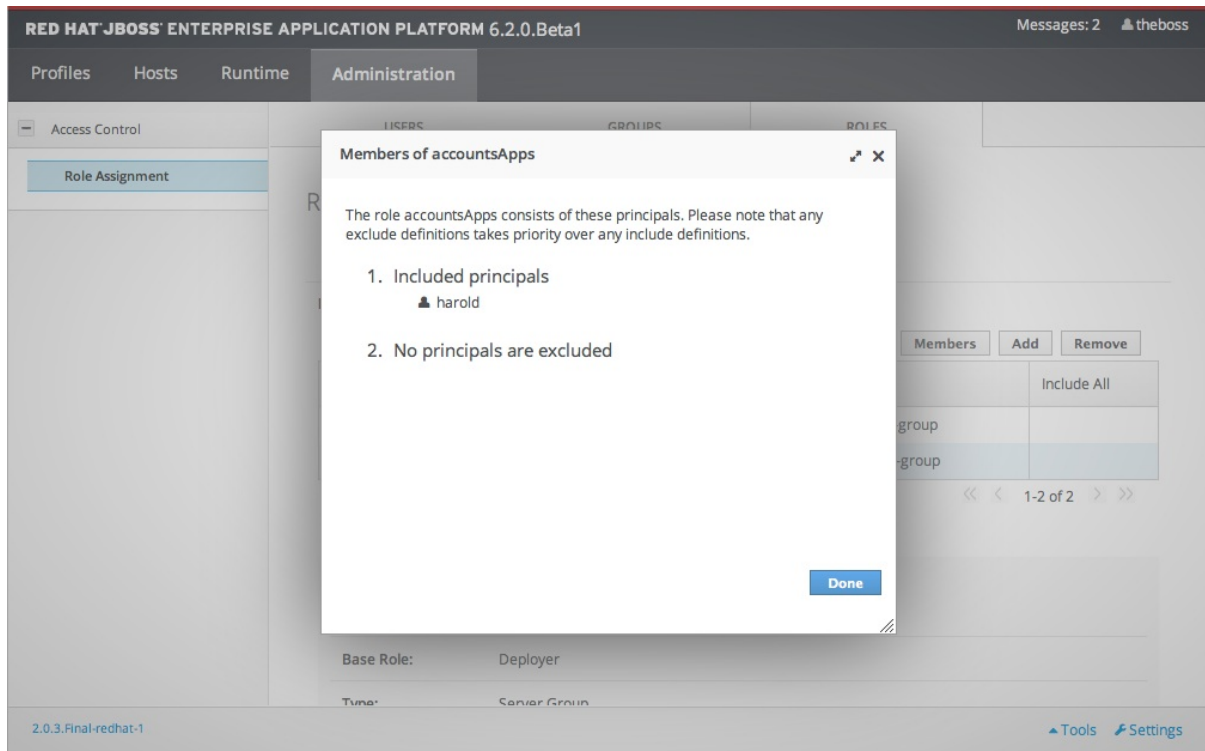 RED HAT JBOSS ENTERPRISE APPLICATION PLATFORM 6.2.0.Beta1
Messages: 2 theboss
Profiles Hosts Runtime Administration
Access Control
USERS GROUPS ROLES
Role Assignment
R
Members of accountsApps
The role accountsApps consists of these principals. Please note that any
exclude definitions takes priority over any include definitions.
1. Included principals
harold
2. No principals are excluded
Members Add Remove
Include All
-group
-group
1-2 of 2
Done
Base Role: Deployer
Type: Server Group
2.0.3.Final-redhat-1
Tools Settings